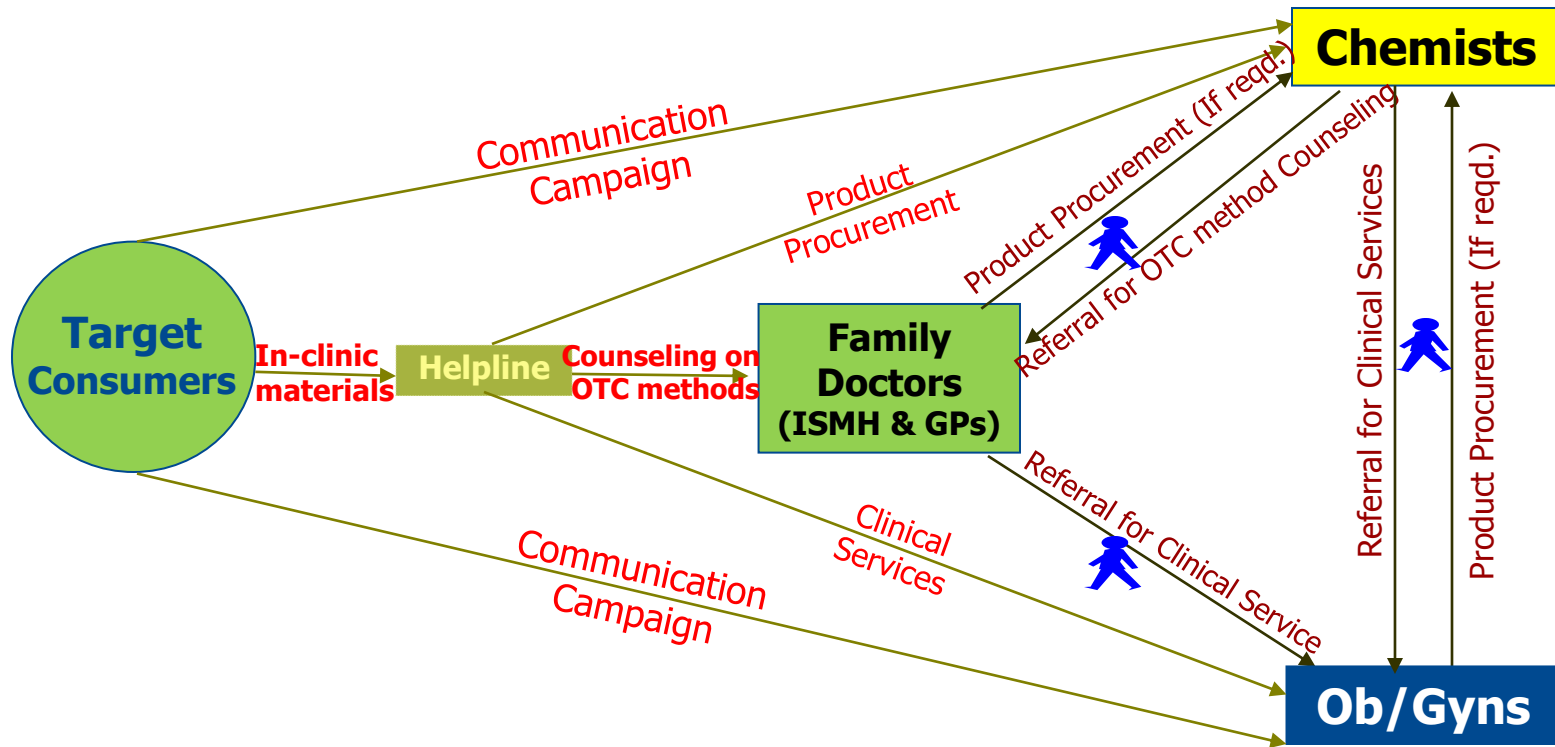 Chemists
Communication
Campaign
Product
Procurement
Product Procurement (If reqd.)
Referral for OTC method Counseling
Referral for Clinical Services
Product Procurement (If reqd.)
Target
Consumers
In-clinic
materials
Helpline
Counseling on
OTC methods
Family
Doctors
(ISMH & GPs)
Referral for Clinical Service
Clinical
Services
Communication
Campaign
Ob/Gyns